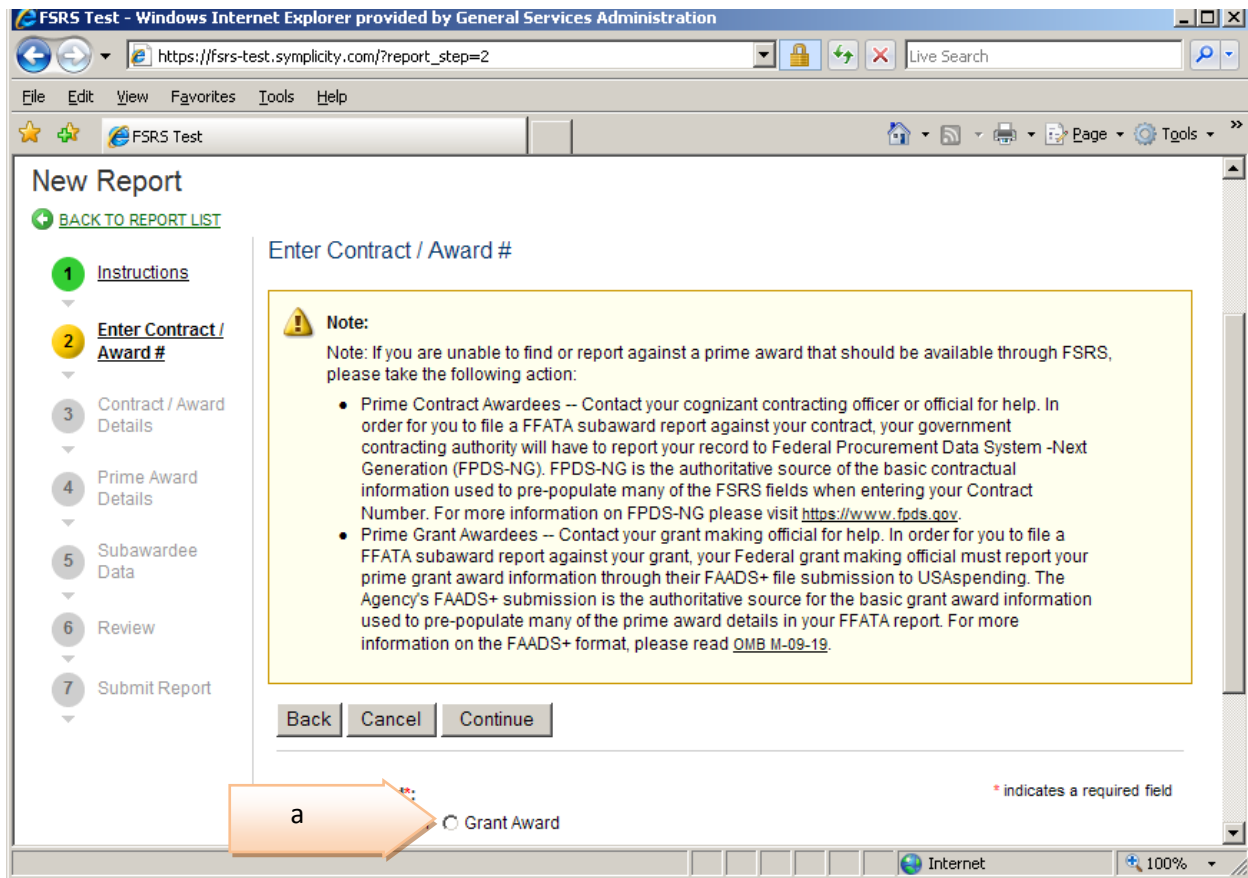 FSRS Test - Windows Internet Explorer provided by General Services Administration
https://fsrs-test.symplicity.com/?report_step=2
Live Search
File Edit View Favorites Tools Help
FSRS Test
Page
Tools
New Report
BACK TO REPORT LIST
1 Instructions
2 Enter Contract /
Award #
3 Contract / Award
Details
4 Prime Award
Details
5 Subawardee
Data
6 Review
7 Submit Report
Enter Contract / Award #
Note:
Note: If you are unable to find or report against a prime award that should be available through FSRS,
please take the following action:
• Prime Contract Awardees -- Contact your cognizant contracting officer or official for help. In
order for you to file a FFATA subaward report against your contract, your government
contracting authority will have to report your record to Federal Procurement Data System -Next
Generation (FPDS-NG). FPDS-NG is the authoritative source of the basic contractual
information used to pre-populate many of the FSRS fields when entering your Contract
Number. For more information on FPDS-NG please visit https://www.fpds.gov.
• Prime Grant Awardees -- Contact your grant making official for help. In order for you to file a
FFATA subaward report against your grant, your Federal grant making official must report your
prime grant award information through their FAADS+ file submission to USAspending. The
Agency's FAADS+ submission is the authoritative source for the basic grant award information
used to pre-populate many of the prime award details in your FFATA report. For more
information on the FAADS+ format, please read OMB M-09-19.
Back Cancel Continue
* indicates a required field
a
Grant Award
Internet
100%